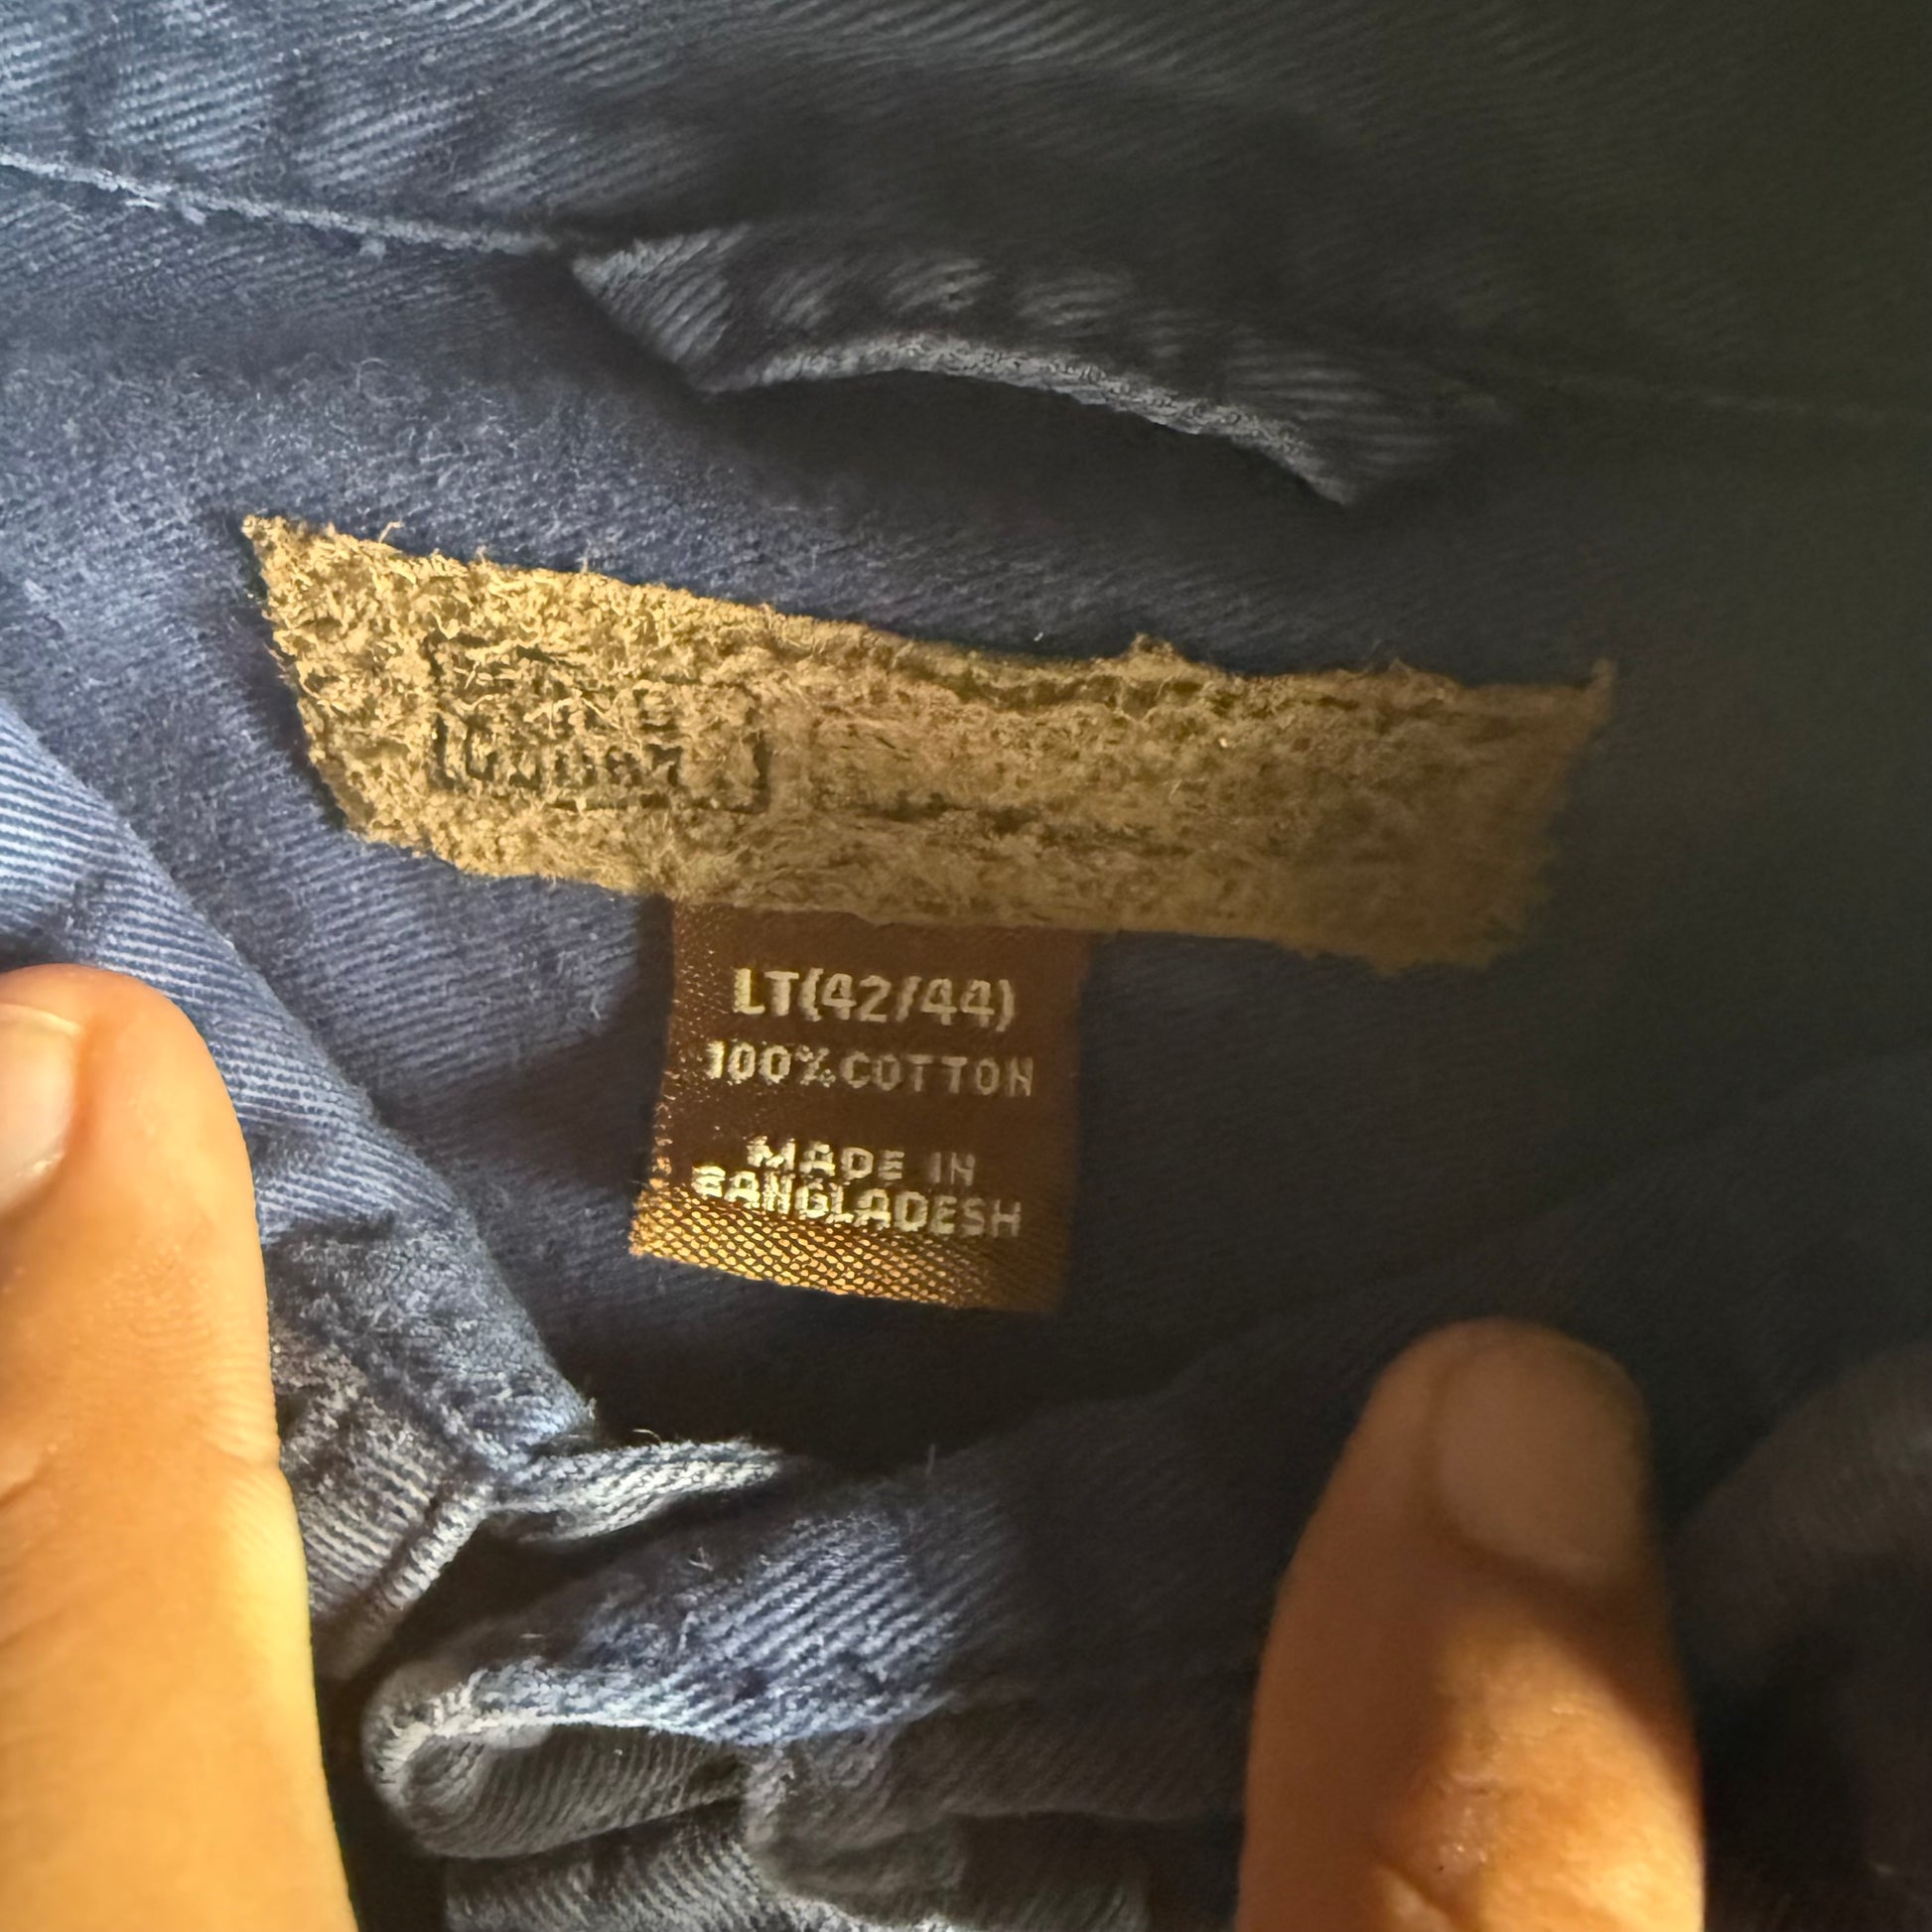 LT(42/44)
100% COTTON
MADE IN
BANGLADESH